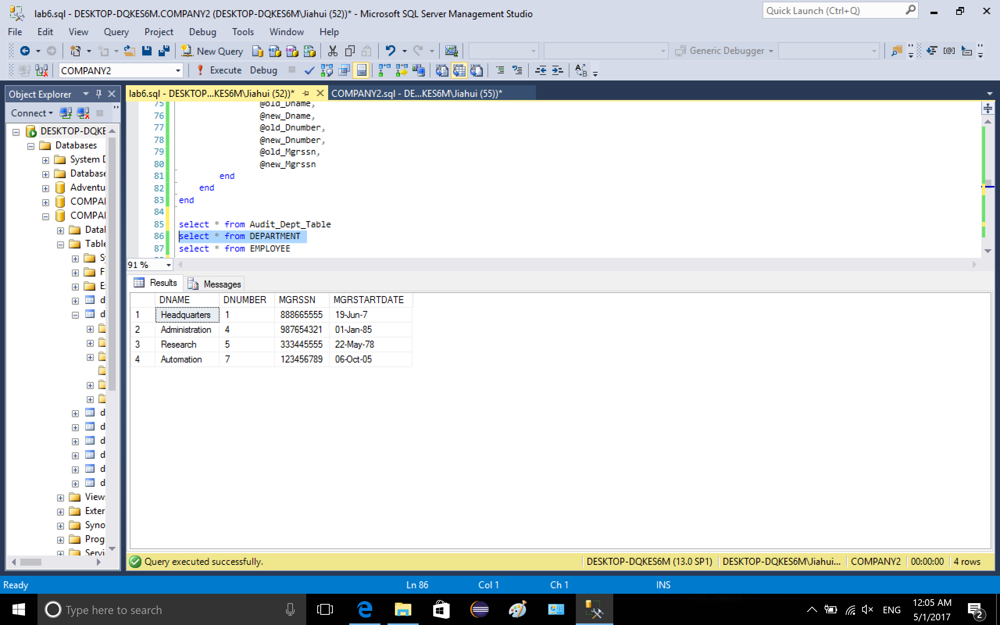 lab6.sql - DESKTOP-DQKES6M.COMPANY2 (DESKTOP-DQKES6M\Jiahui (52))* - Microsoft SQL Server Management Studio
Quick Launch (Ctrl+Q)
File Edit View Query Project Debug Tools Window Help
New Query
Generic Debugger
COMPANY2
Execute Debug
Object Explorer
lab6.sql - DESKTOP...KES6M\Jiahui (52))*
COMPANY2.sql - DE...KES6M\Jiahui (55))*
Connect
DESKTOP-DQKE
Databases
System D
Database
Adventu
COMPA
COMPA
Datal
Table
Sy
F
E
d
d
d
d
d
d
d
d
View
Exter
Syno
Prog
Servi
75 @old_Dname,
76 @new_Dname,
77 @old_Dnumber,
78 @new_Dnumber,
79 @old_Mgrssn,
80 @new_Mgrssn
81 end
82 end
83 end
84
85 select * from Audit_Dept_Table
86 select * from DEPARTMENT
87 select * from EMPLOYEE
91 %
Results Messages
DNAME DNUMBER MGRSSN MGRSTARTDATE
1 Headquarters 1 888665555 19-Jun-7
2 Administration 4 987654321 01-Jan-85
3 Research 5 333445555 22-May-78
4 Automation 7 123456789 06-Oct-05
Query executed successfully.
DESKTOP-DQKES6M (13.0 SP1) DESKTOP-DQKES6M\Jiahui... COMPANY2 00:00:00 4 rows
Ready Ln 86 Col 1 Ch 1 INS
Type here to search
ENG
12:05 AM
5/1/2017
2